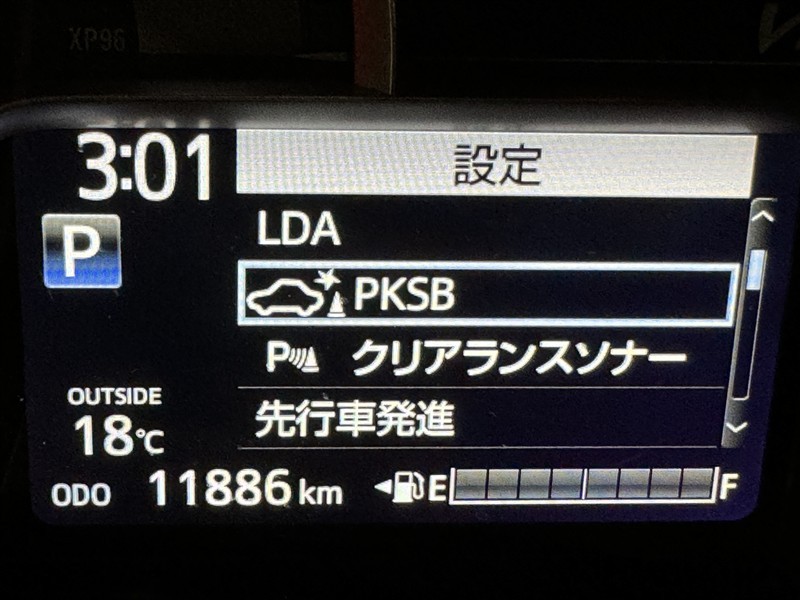 XP96
3:01
設定
P
LDA
PKSB
P クリアランスソナー
OUTSIDE
18℃
先行車発進
ODO 11886 km
E F